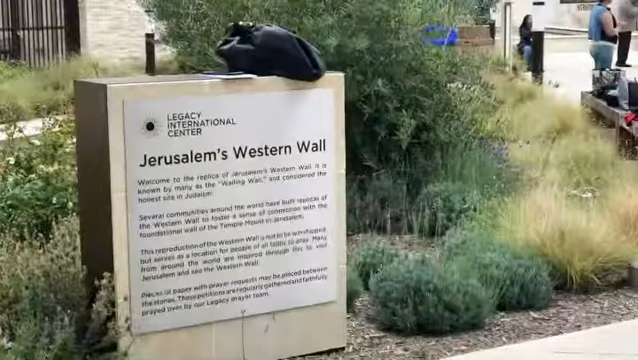 LEGACY
INTERNATIONAL
CENTER
Jerusalem's Western Wall
Welcome to the replica of Jerusalem's Western Wall. It is
known by many as the "Wailing Wall," and considered the
holiest site in Judaism.
Several communities around the world have built replicas of
the Western Wall to foster a sense of connection with the
foundational wall of the Temple Mount in Jerusalem.
This reproduction of the Western Wall is not to be worshipped,
but serves as a location for people of all faiths to pray. Many
from around the world are inspired through this to visit
Jerusalem and see the Western Wall.
Pieces of paper with prayer requests may be placed between
the stones. These petitions are regularly gathered and faithfully
prayed over by our Legacy prayer team.